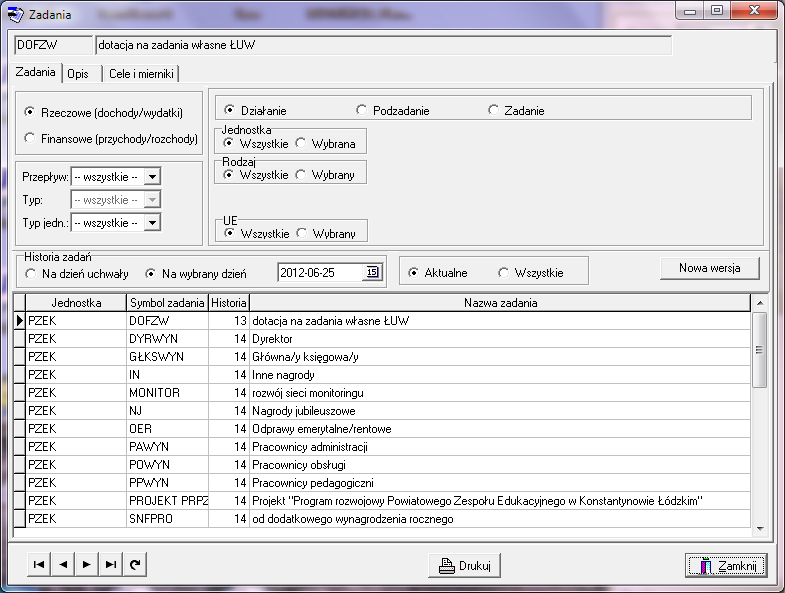 Zadania
DOFZW dotacja na zadania własne ŁUW
Zadania Opis Cele i mierniki
Rzeczowe (dochody/wydatki)
Finansowe (przychody/rozchody)
Działanie Podzadanie Zadanie
Jednostka
Wszystkie Wybrana
Rodzaj
Wszystkie Wybrany
Przepływ: -- wszystkie --
Typ: -- wszystkie --
Typ jedn.: -- wszystkie --
UE
Wszystkie Wybrany
Historia zadań
Na dzień uchwały Na wybrany dzień 2012-06-25 15
Aktualne Wszystkie
Nowa wersja
Jednostka Symbol zadania Historia Nazwa zadania
PZEK DOFZW 13 dotacja na zadania własne ŁUW
PZEK DYRWYN 14 Dyrektor
PZEK GŁKSWYN 14 Główna/y księgowa/y
PZEK IN 14 Inne nagrody
PZEK MONITOR 14 rozwój sieci monitoringu
PZEK NJ 14 Nagrody jubileuszowe
PZEK OER 14 Odprawy emerytalne/rentowe
PZEK PAWYN 14 Pracownicy administracji
PZEK POWYN 14 Pracownicy obsługi
PZEK PPWYN 14 Pracownicy pedagogiczni
PZEK PROJEKT PRPZ 14 Projekt "Program rozwojowy Powiatowego Zespołu Edukacyjnego w Konstantynowie Łódzkim"
PZEK SNFPRO 14 od dodatkowego wynagrodzenia rocznego
Drukuj
Zamknij